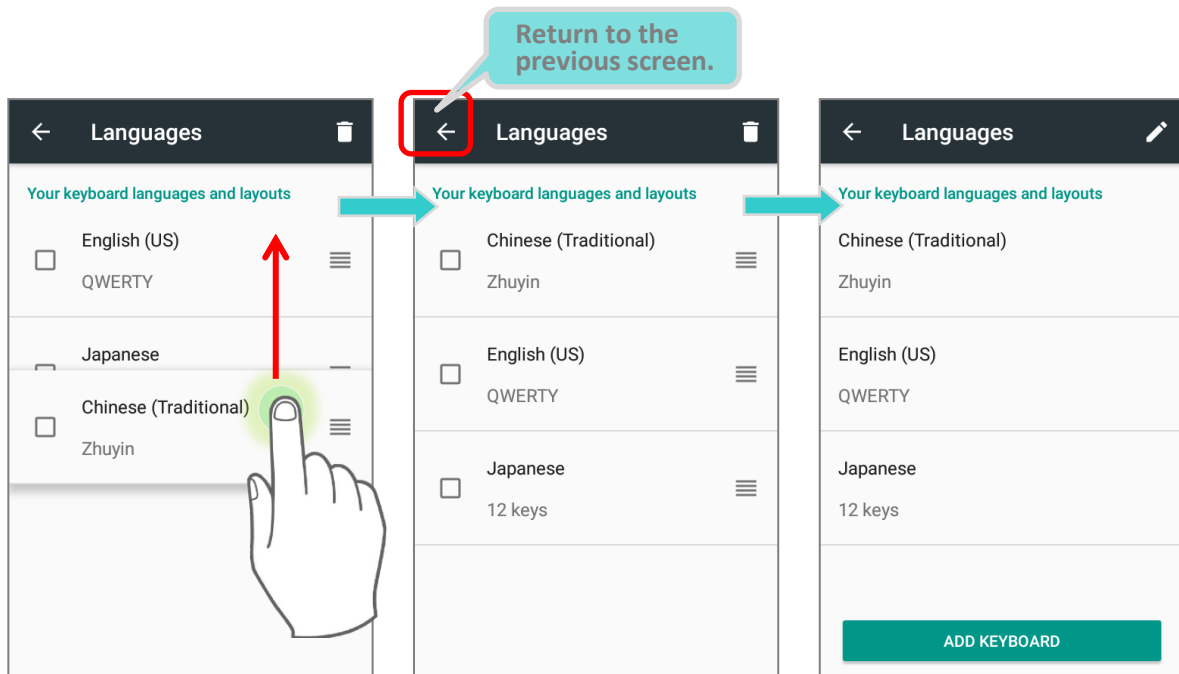 Return to the
previous screen.
Languages
Your keyboard languages and layouts
English (US)
QWERTY
Japanese
Chinese (Traditional)
Zhuyin
Languages
Your keyboard languages and layouts
Chinese (Traditional)
Zhuyin
English (US)
QWERTY
Japanese
12 keys
Languages
Your keyboard languages and layouts
Chinese (Traditional)
Zhuyin
English (US)
QWERTY
Japanese
12 keys
ADD KEYBOARD